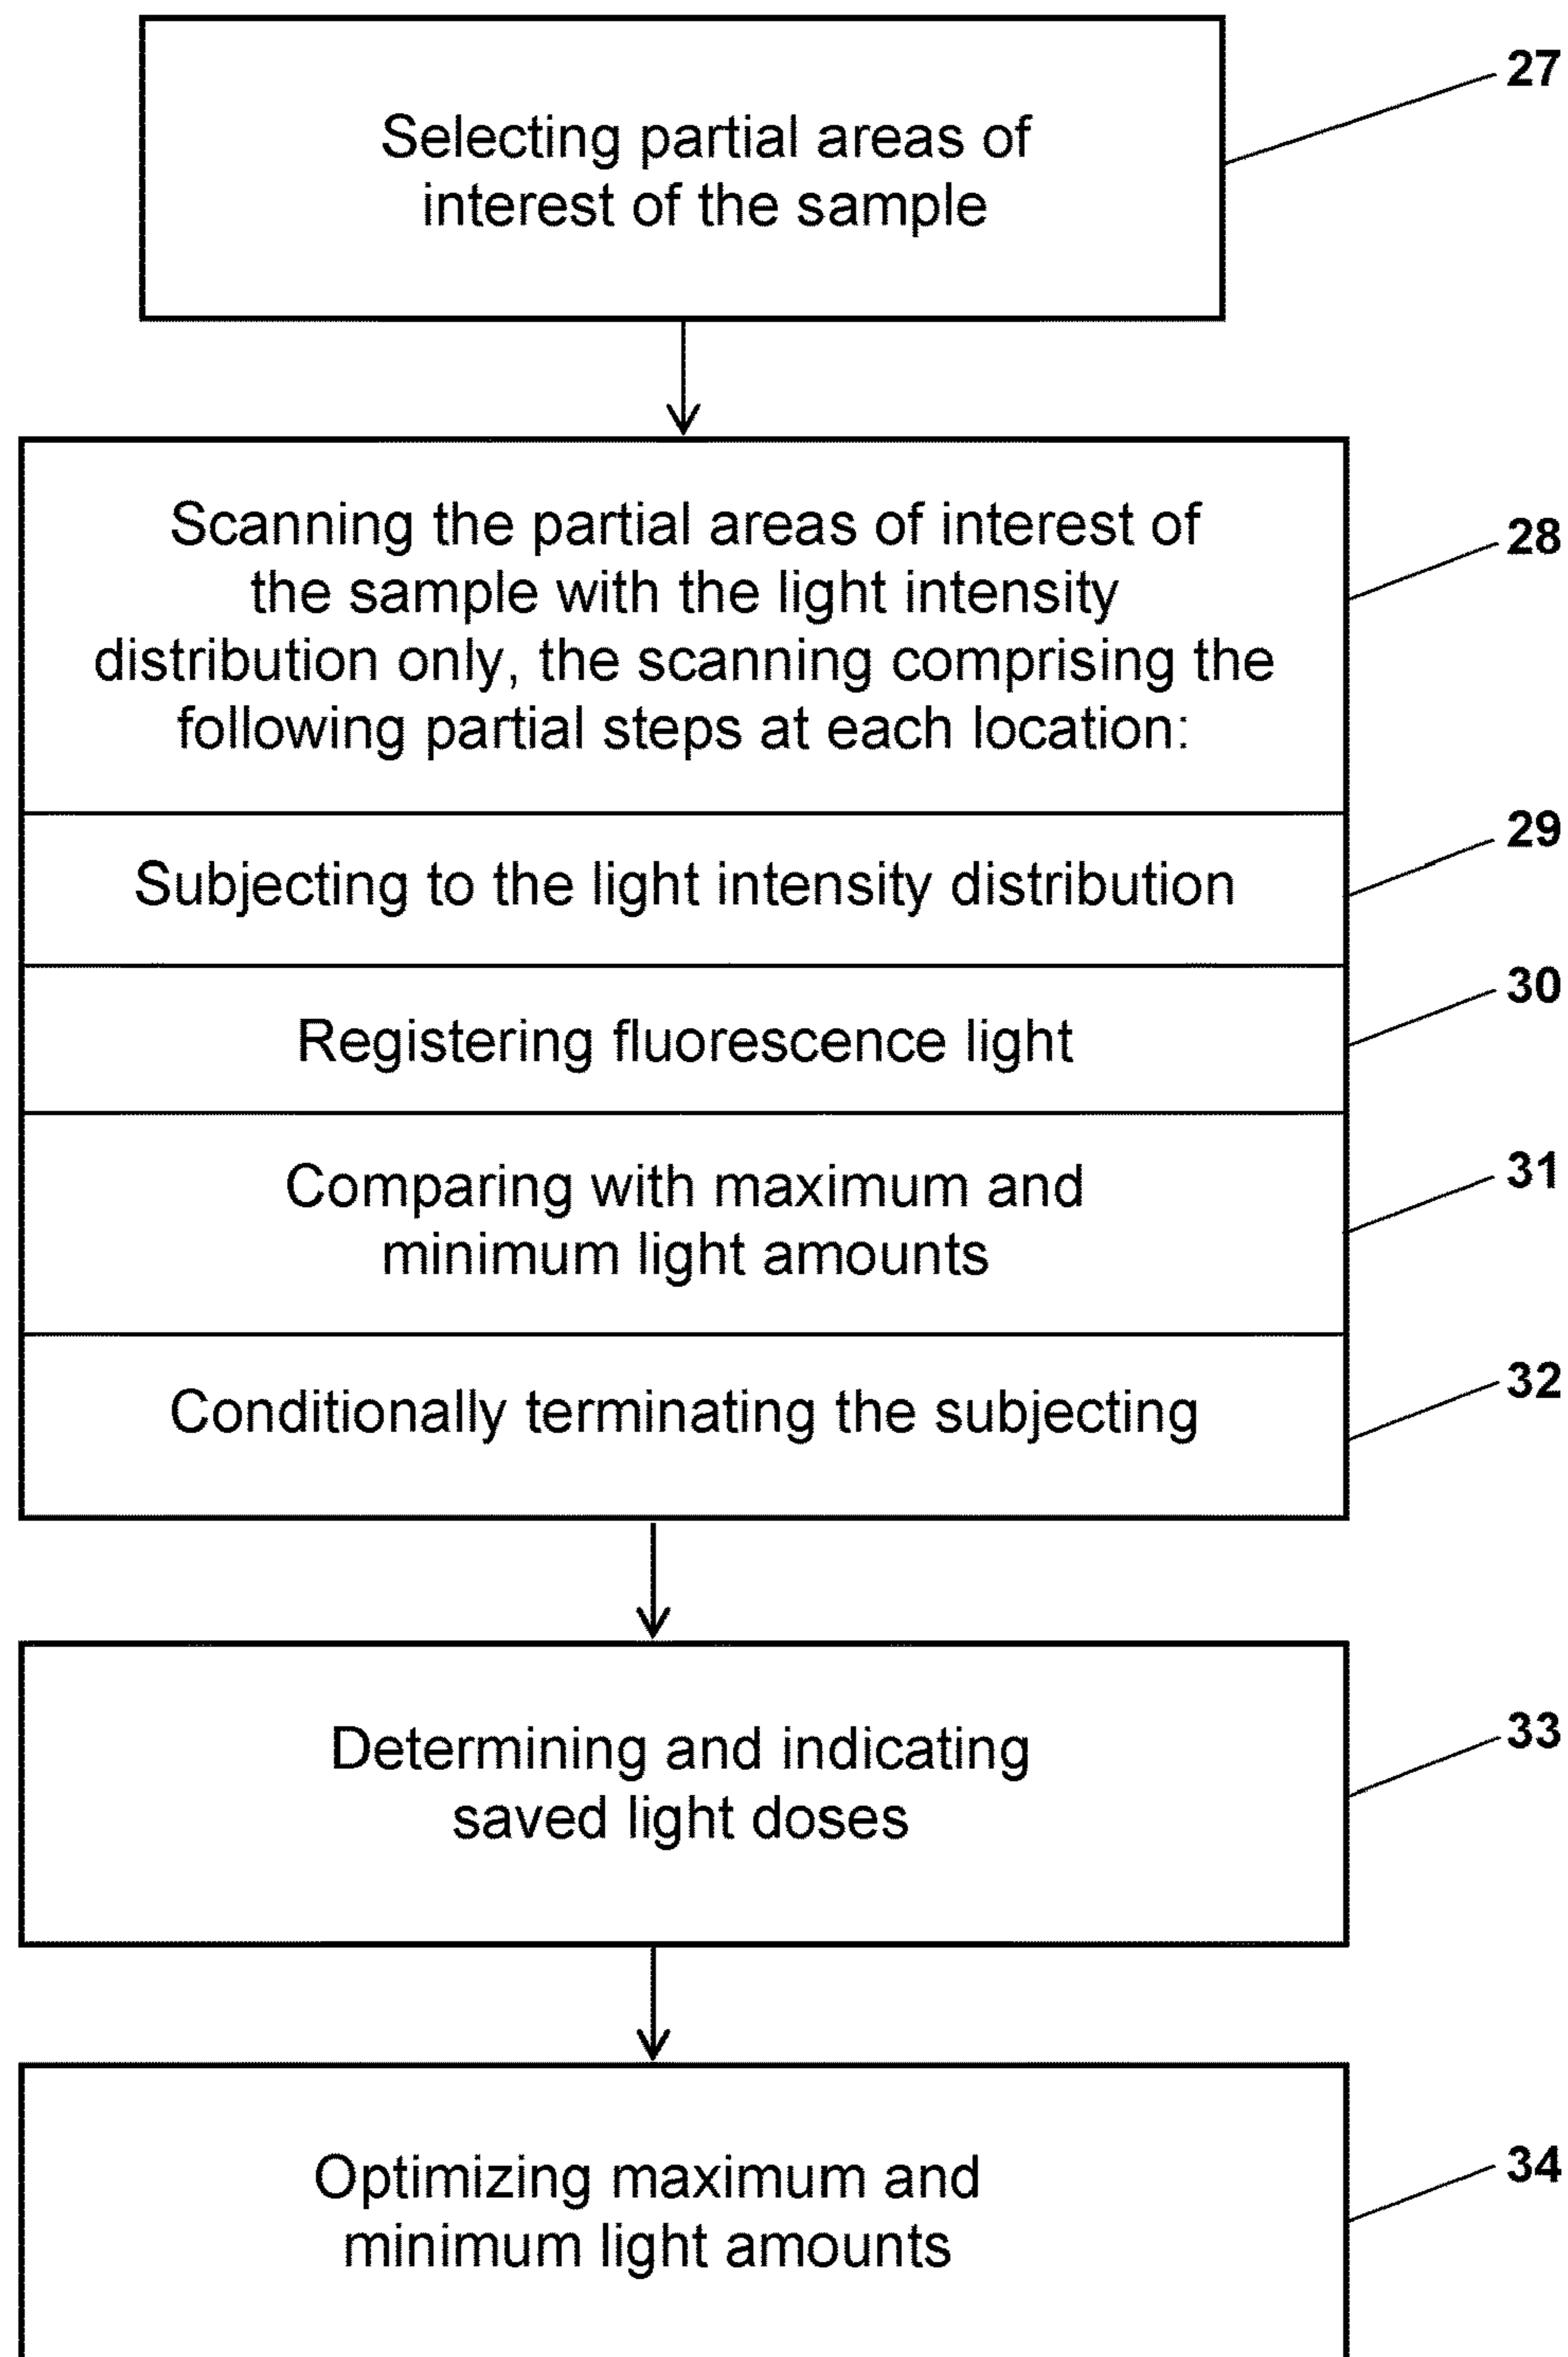 27
Selecting partial areas of
interest of the sample
28
Scanning the partial areas of interest of
the sample with the light intensity
distribution only, the scanning comprising the
following partial steps at each location:
29
Subjecting to the light intensity distribution
30
Registering fluorescence light
31
Comparing with maximum and
minimum light amounts
32
Conditionally terminating the subjecting
33
Determining and indicating
saved light doses
34
Optimizing maximum and
minimum light amounts